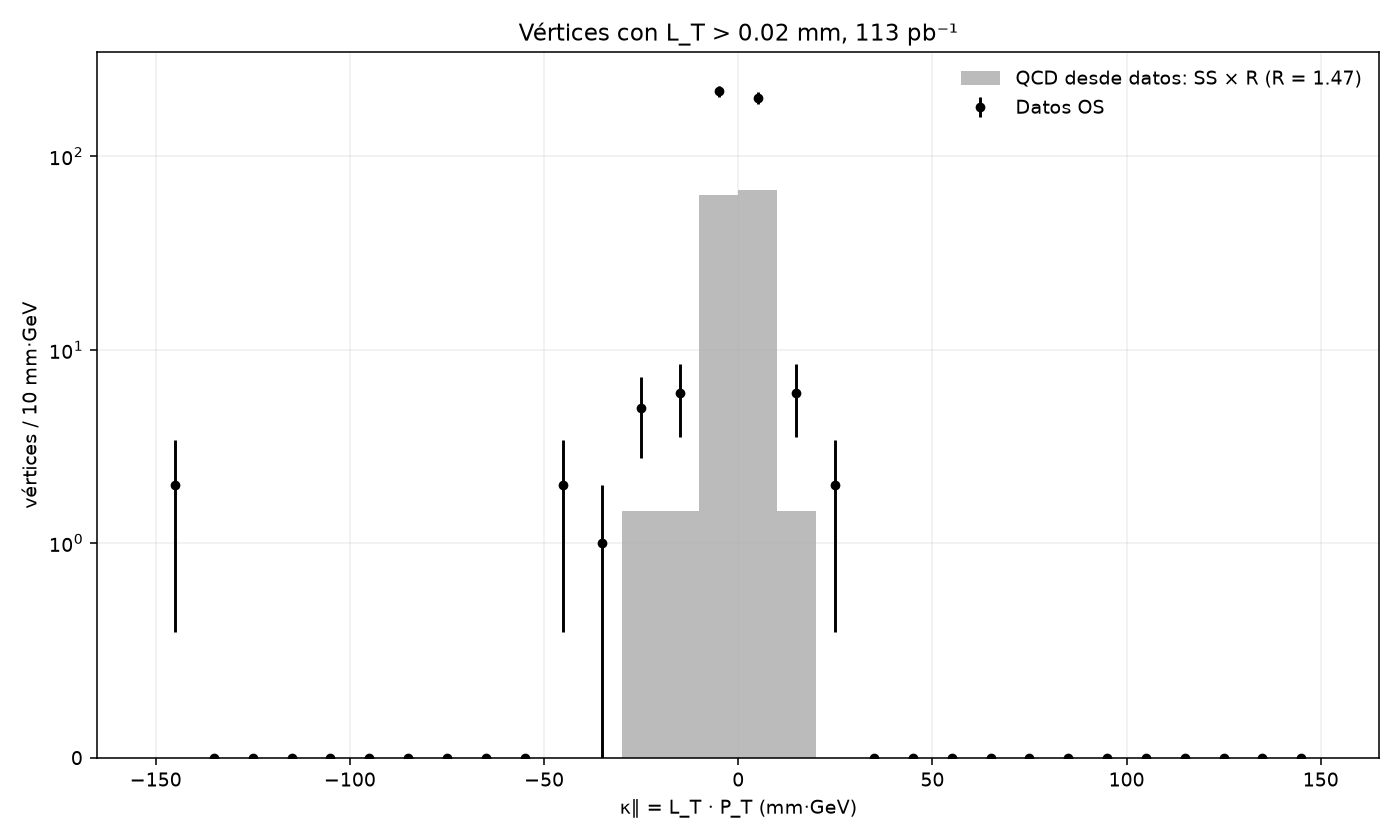 Vértices con L_T > 0.02 mm, 113 pb⁻¹
QCD desde datos: SS × R (R = 1.47)
Datos OS
vértices / 10 mm·GeV
10²
10¹
10⁰
0
−150 −100 −50 0 50 100 150
κ∥ = L_T · P_T (mm·GeV)